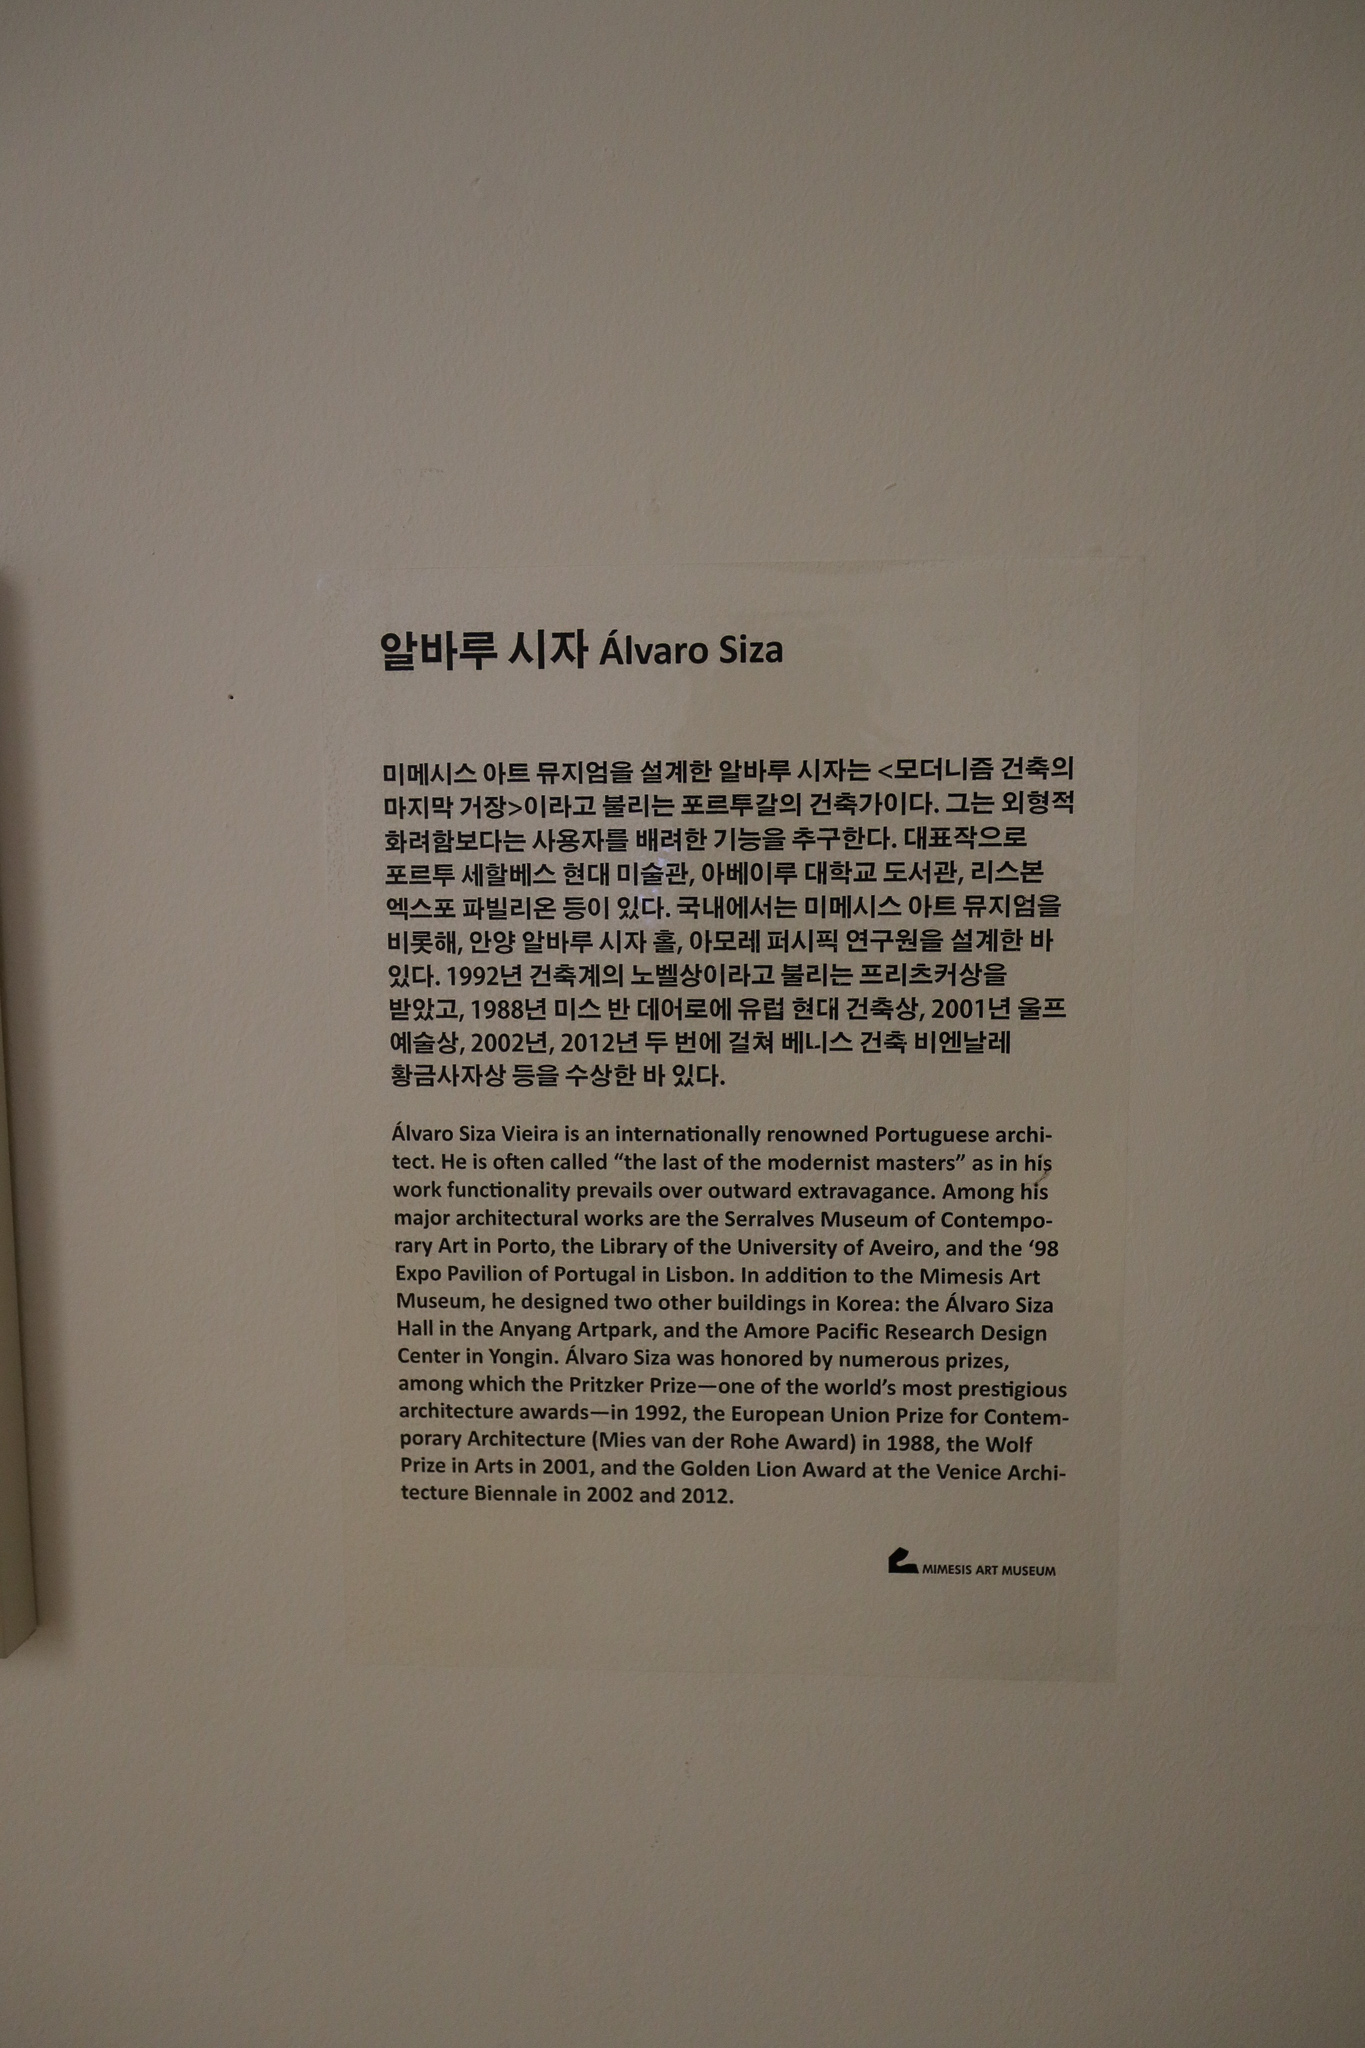 알바루 시자 Álvaro Siza
미메시스 아트 뮤지엄을 설계한 알바루 시자는 <모더니즘 건축의
마지막 거장>이라고 불리는 포르투갈의 건축가이다. 그는 외형적
화려함보다는 사용자를 배려한 기능을 추구한다. 대표작으로
포르투 세할베스 현대 미술관, 아베이루 대학교 도서관, 리스본
엑스포 파빌리온 등이 있다. 국내에서는 미메시스 아트 뮤지엄을
비롯해, 안양 알바루 시자 홀, 아모레 퍼시픽 연구원을 설계한 바
있다. 1992년 건축계의 노벨상이라고 불리는 프리츠커상을
받았고, 1988년 미스 반 데어로에 유럽 현대 건축상, 2001년 울프
예술상, 2002년, 2012년 두 번에 걸쳐 베니스 건축 비엔날레
황금사자상 등을 수상한 바 있다.
Álvaro Siza Vieira is an internationally renowned Portuguese archi-
tect. He is often called “the last of the modernist masters” as in his
work functionality prevails over outward extravagance. Among his
major architectural works are the Serralves Museum of Contempo-
rary Art in Porto, the Library of the University of Aveiro, and the ‘98
Expo Pavilion of Portugal in Lisbon. In addition to the Mimesis Art
Museum, he designed two other buildings in Korea: the Álvaro Siza
Hall in the Anyang Artpark, and the Amore Pacific Research Design
Center in Yongin. Álvaro Siza was honored by numerous prizes,
among which the Pritzker Prize—one of the world’s most prestigious
architecture awards—in 1992, the European Union Prize for Contem-
porary Architecture (Mies van der Rohe Award) in 1988, the Wolf
Prize in Arts in 2001, and the Golden Lion Award at the Venice Archi-
tecture Biennale in 2002 and 2012.
MIMESIS ART MUSEUM